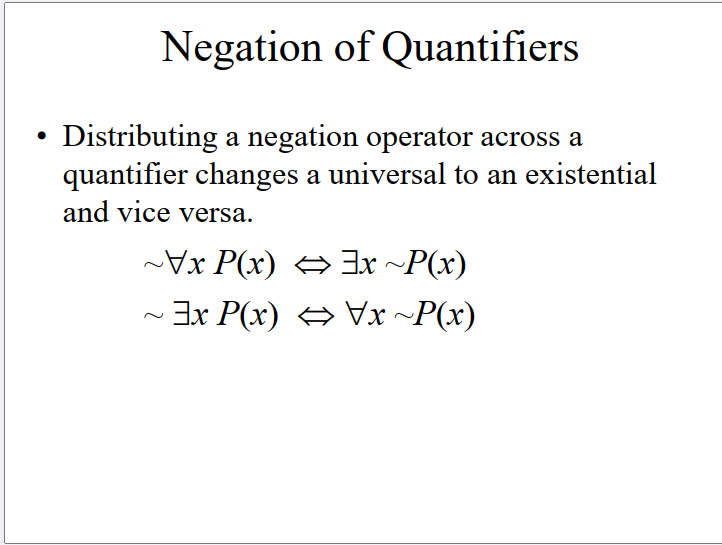 Negation of Quantifiers
• Distributing a negation operator across a
quantifier changes a universal to an existential
and vice versa.
~∀x P(x) ⇔ ∃x ~P(x)
~ ∃x P(x) ⇔ ∀x ~P(x)